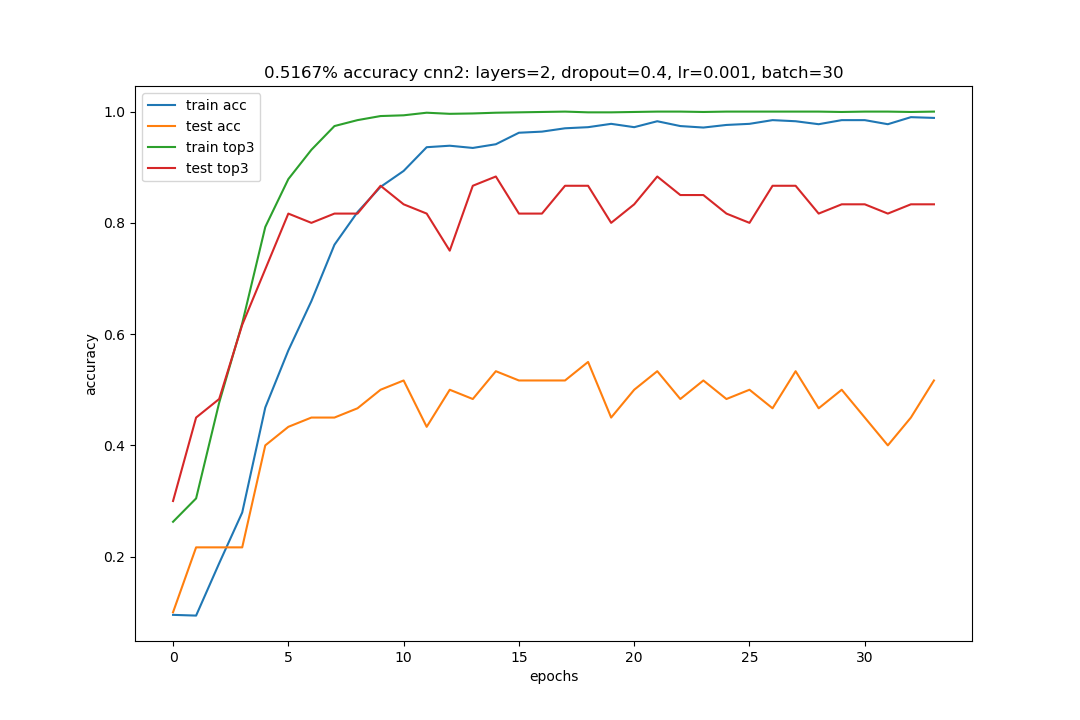 0.5167% accuracy cnn2: layers=2, dropout=0.4, lr=0.001, batch=30
train acc
test acc
train top3
test top3
1.0
0.8
0.6
0.4
0.2
accuracy
0 5 10 15 20 25 30
epochs